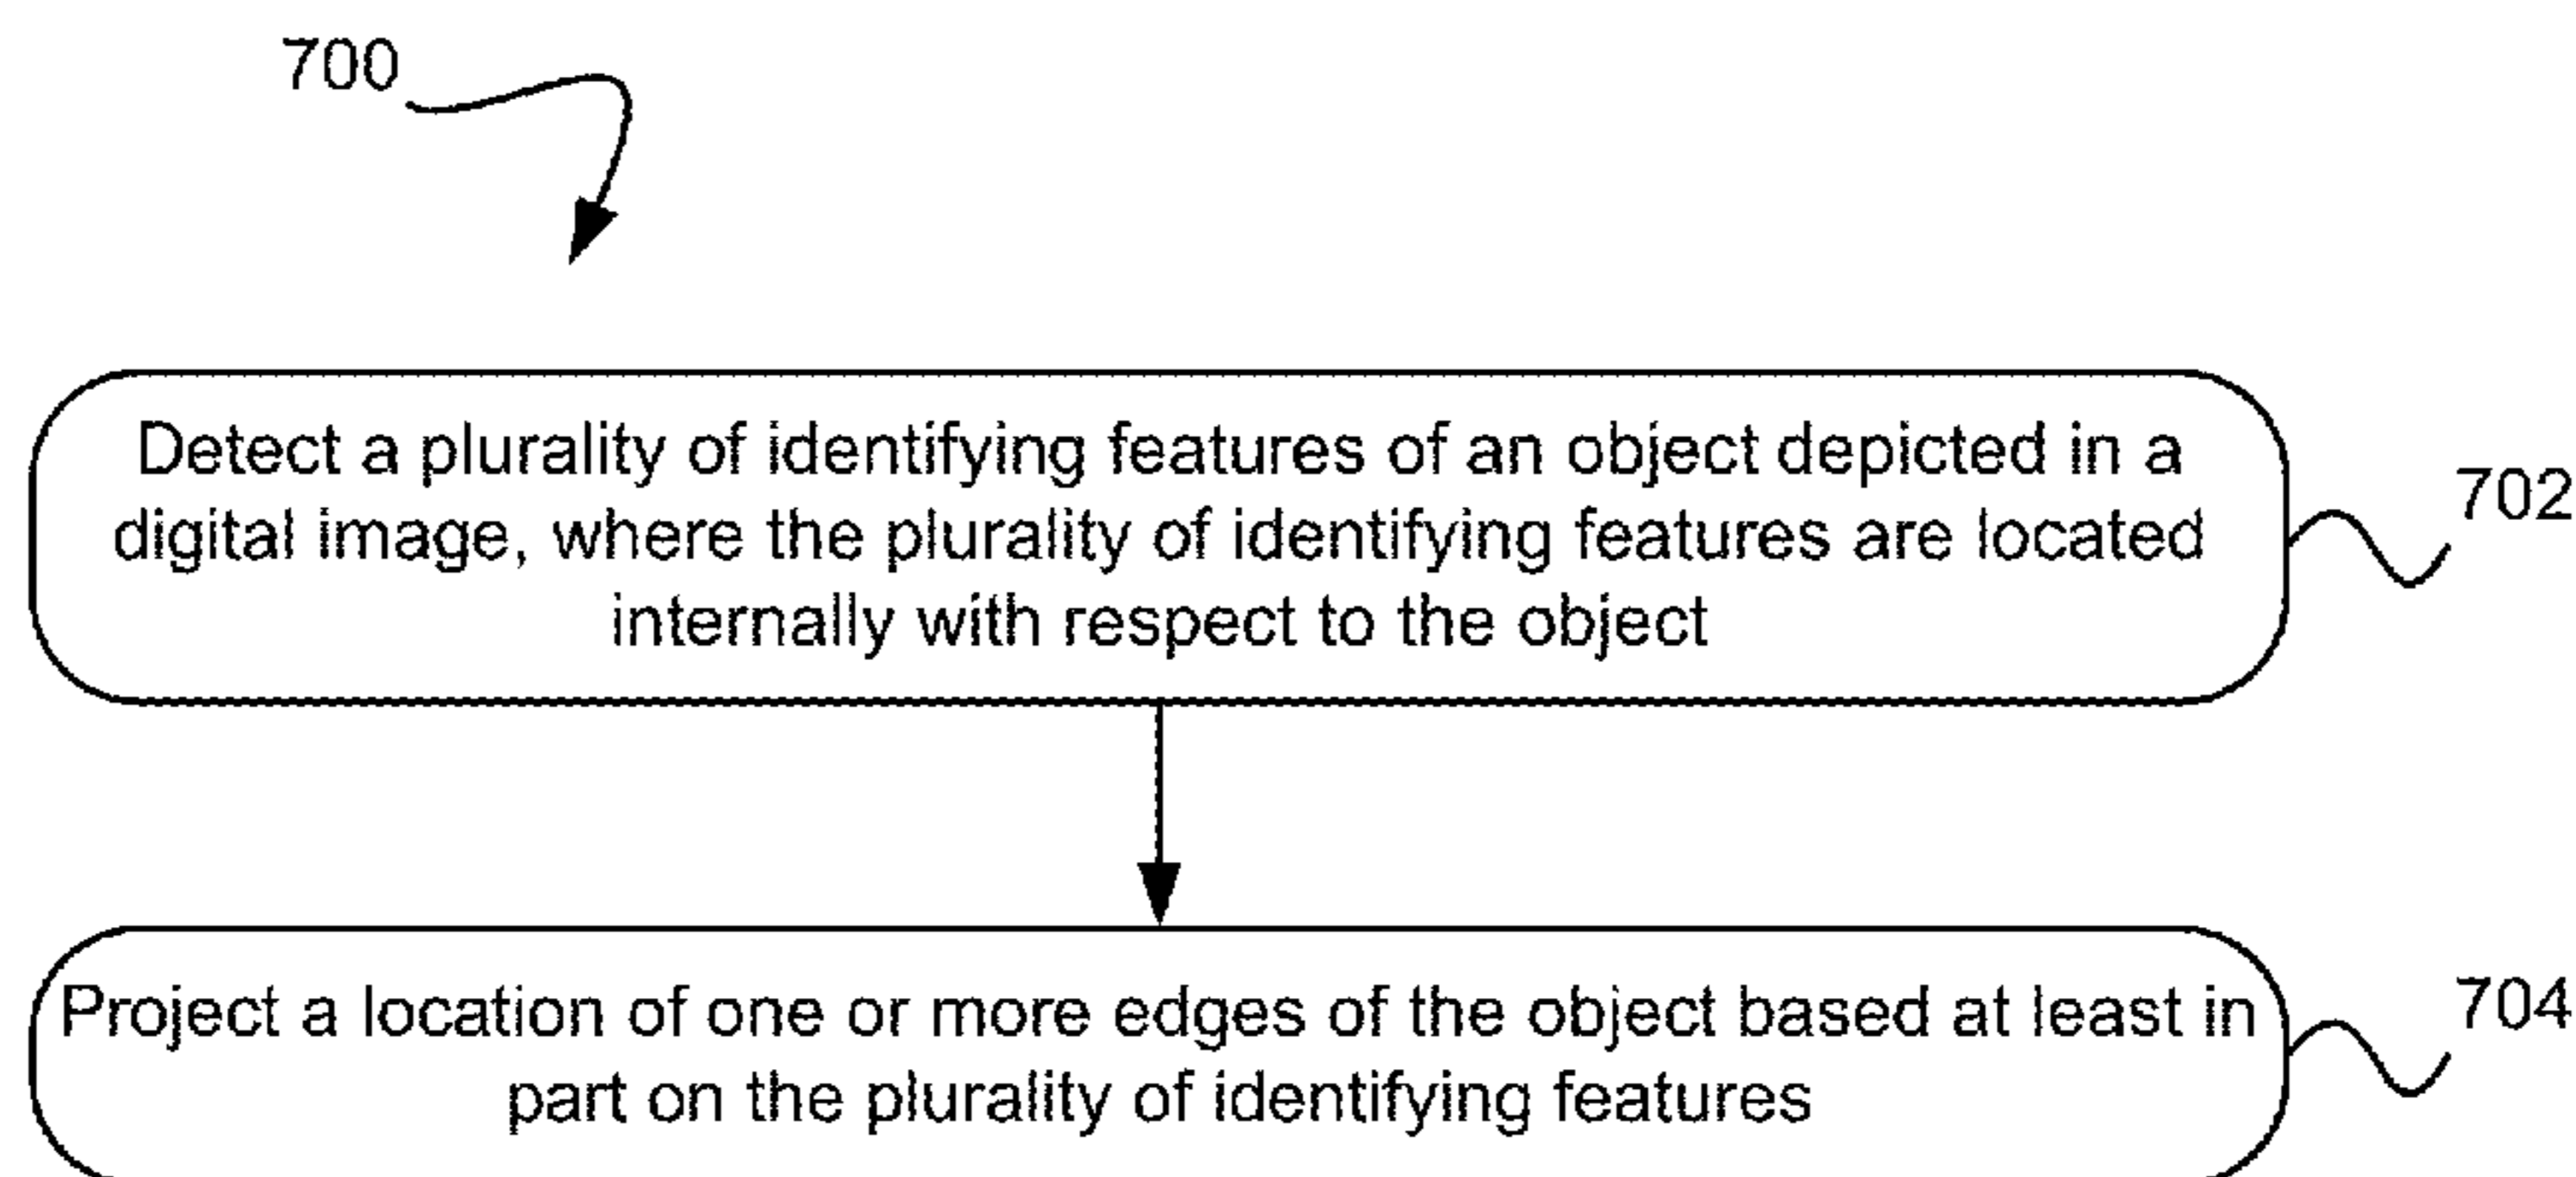 700
Detect a plurality of identifying features of an object depicted in a
digital image, where the plurality of identifying features are located
internally with respect to the object
702
Project a location of one or more edges of the object based at least in
part on the plurality of identifying features
704